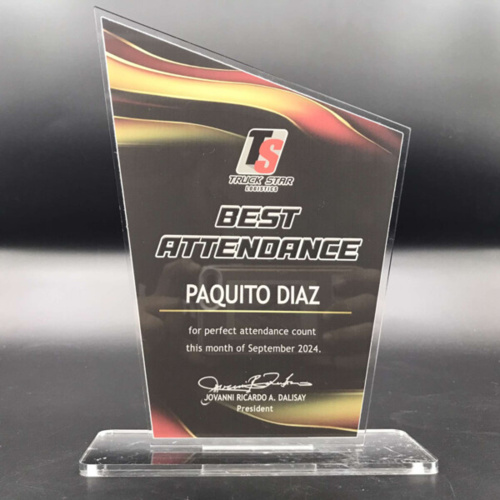 TS
TRUCK STAR
LOGISTICS
BEST
ATTENDANCE
PAQUITO DIAZ
for perfect attendance count
this month of September 2024.
JOVANNI RICARDO A. DALISAY
President